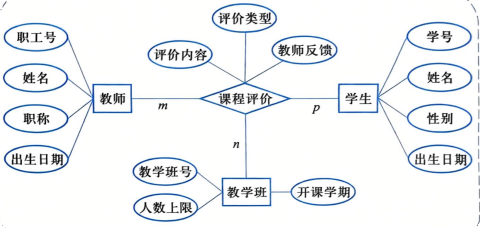 评价类型
职工号
评价内容
教师反馈
学号
姓名
姓名
教师
课程评价
学生
m
p
职称
性别
n
出生日期
出生日期
教学班号
教学班
开课学期
人数上限